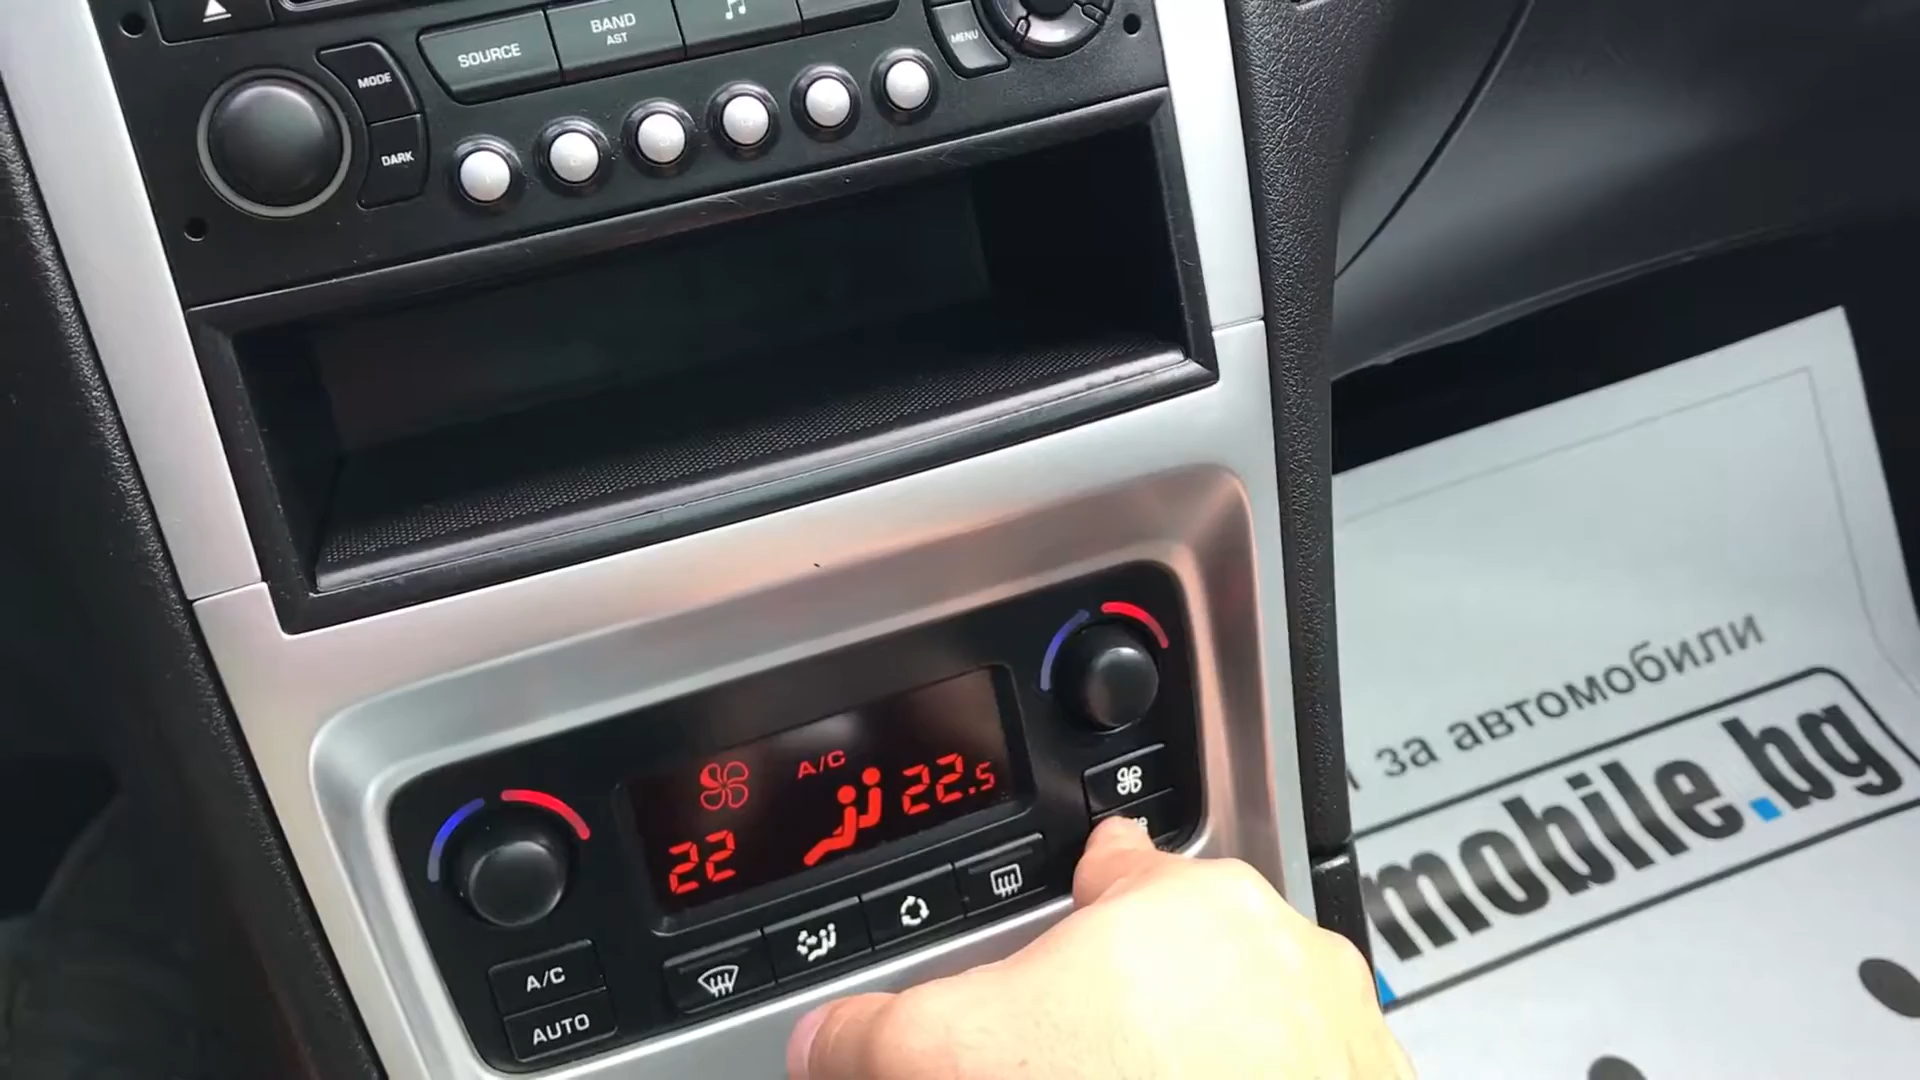 SOURCE
BAND
AST
MENU
MODE
DARK
A/C
22
22.5
A/C
AUTO
за автомобили
mobile.bg